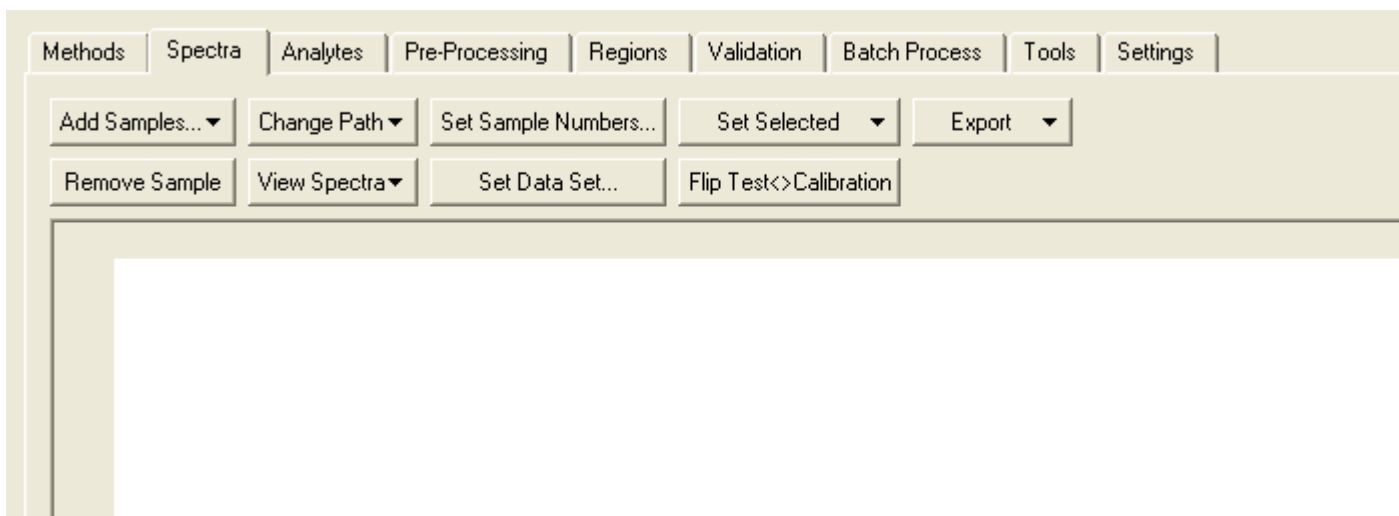 Methods Spectra Analytes Pre-Processing Regions Validation Batch Process Tools Settings
Add Samples... Change Path Set Sample Numbers... Set Selected Export
Remove Sample View Spectra Set Data Set... Flip Test<>Calibration